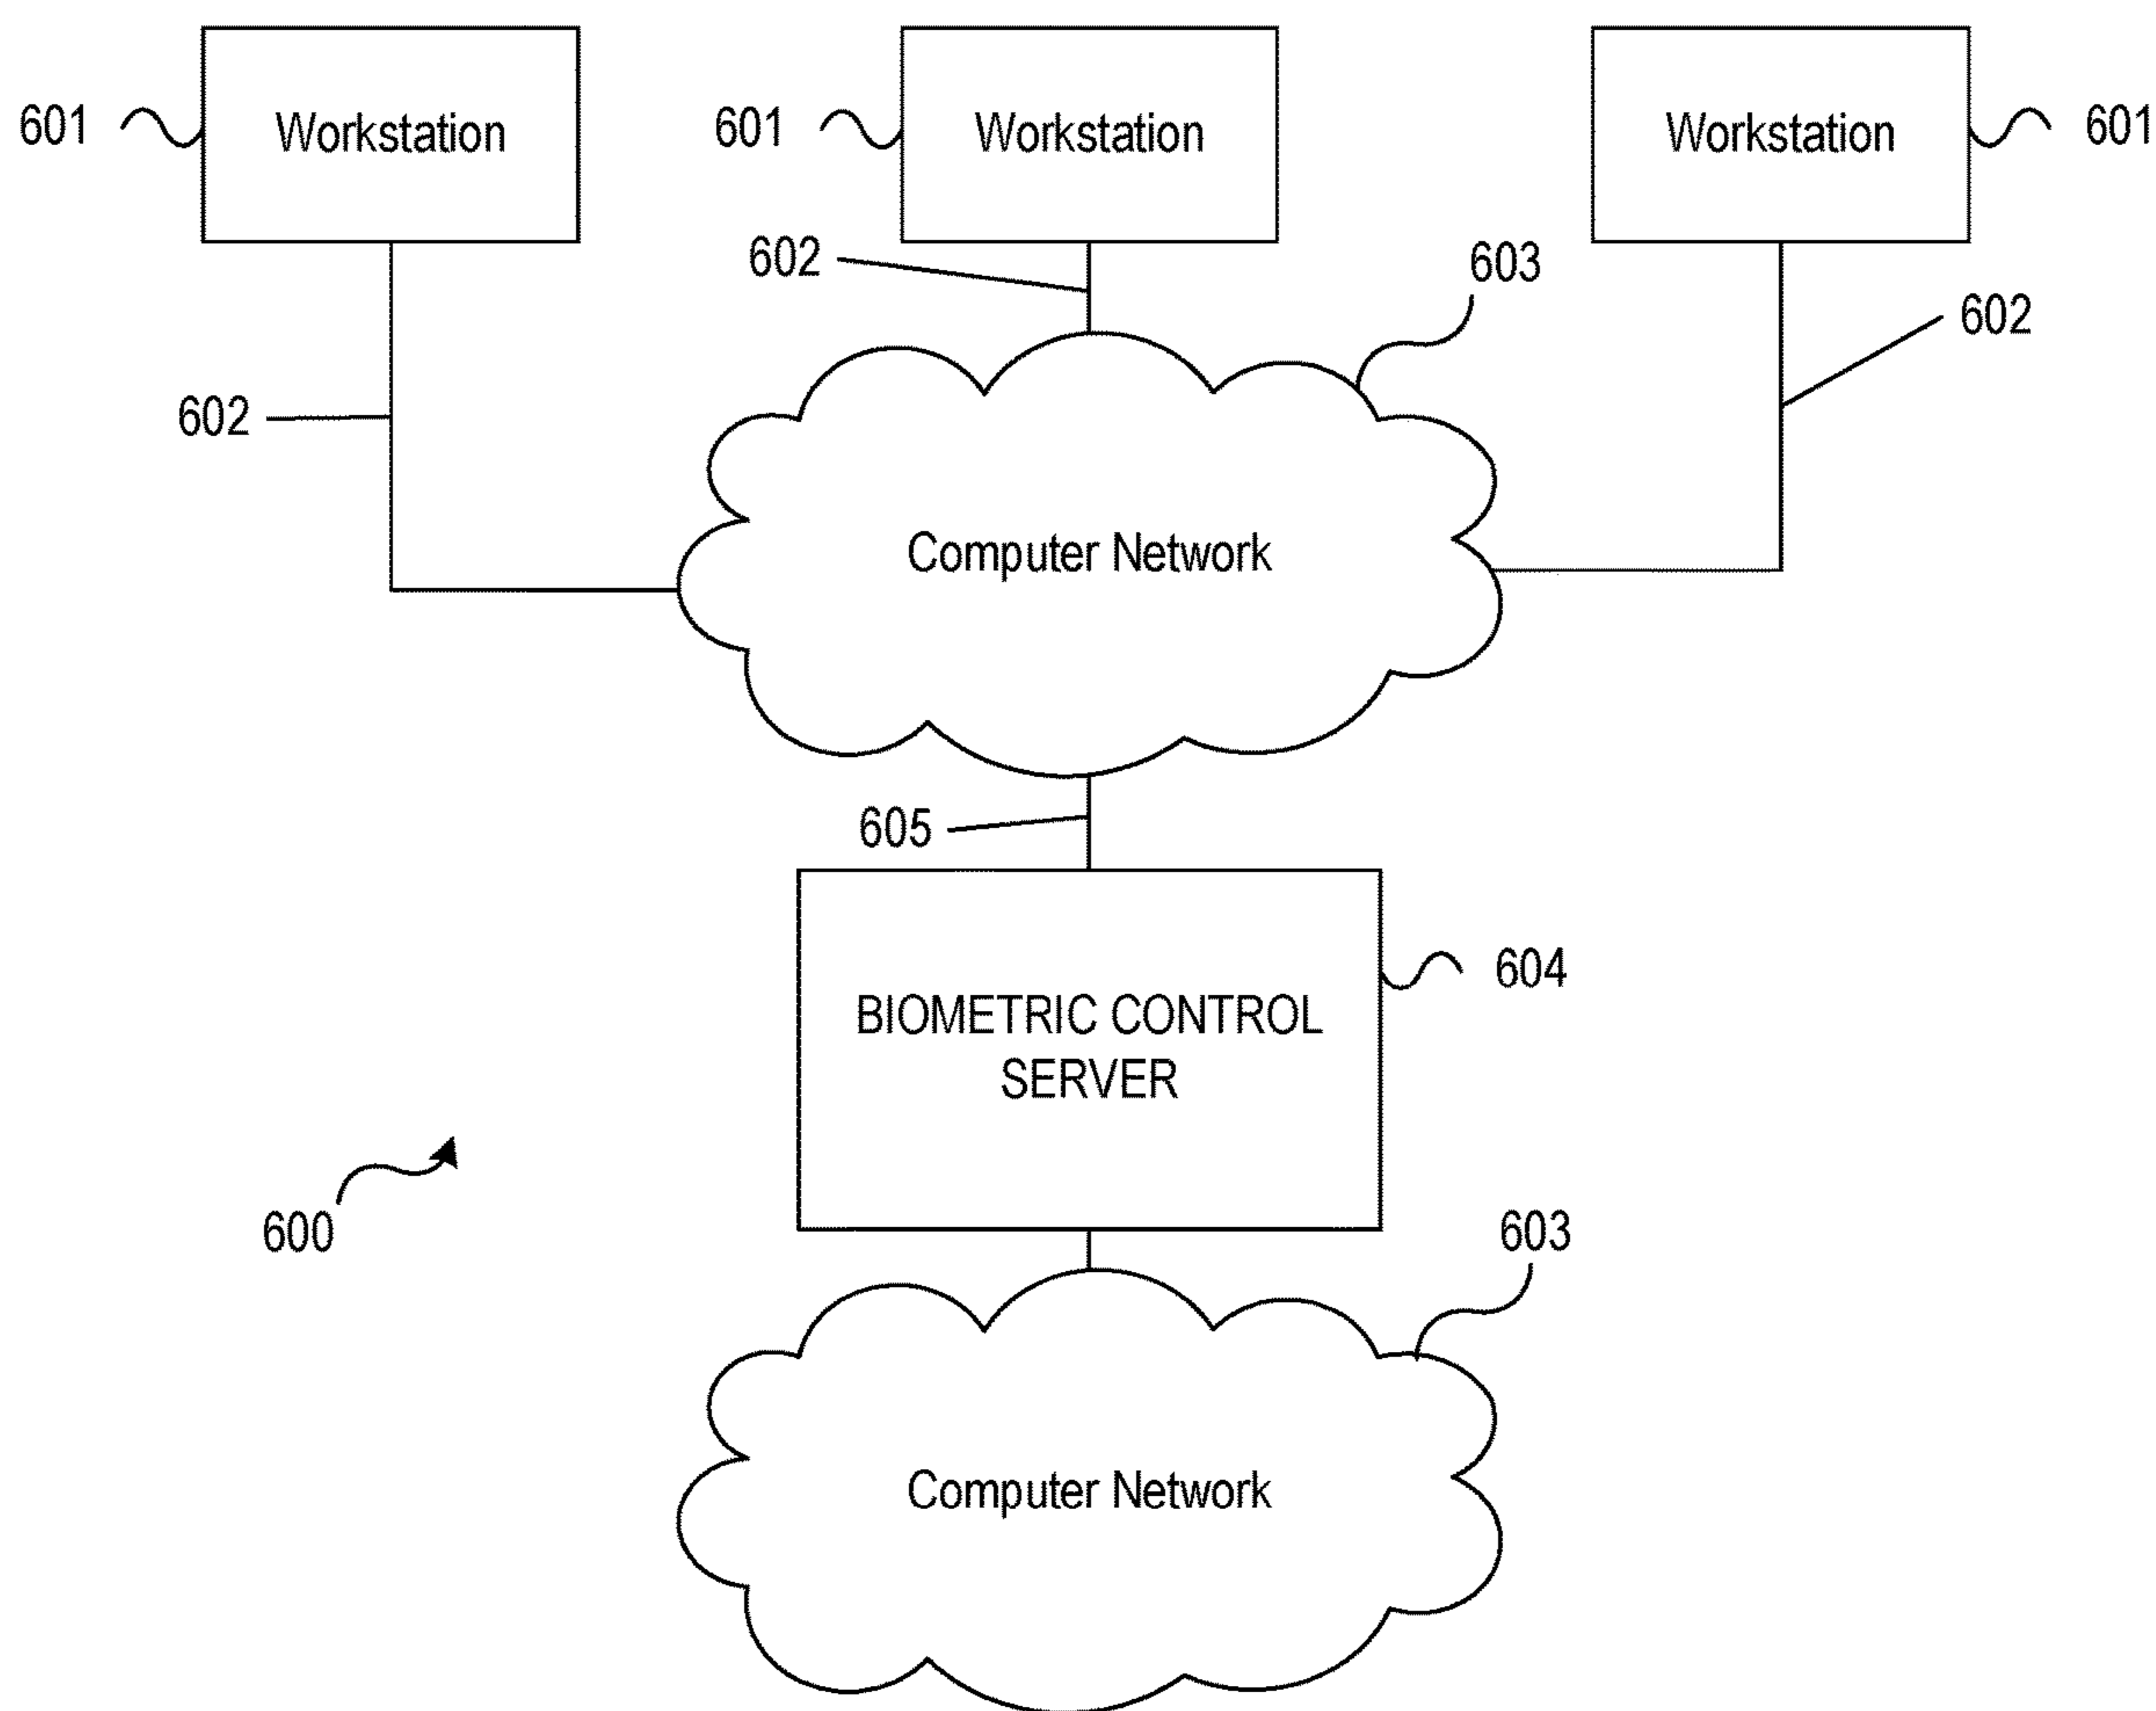 601
Workstation
601
Workstation
Workstation
601
602
603
602
602
Computer Network
605
604
BIOMETRIC CONTROL
SERVER
600
603
Computer Network